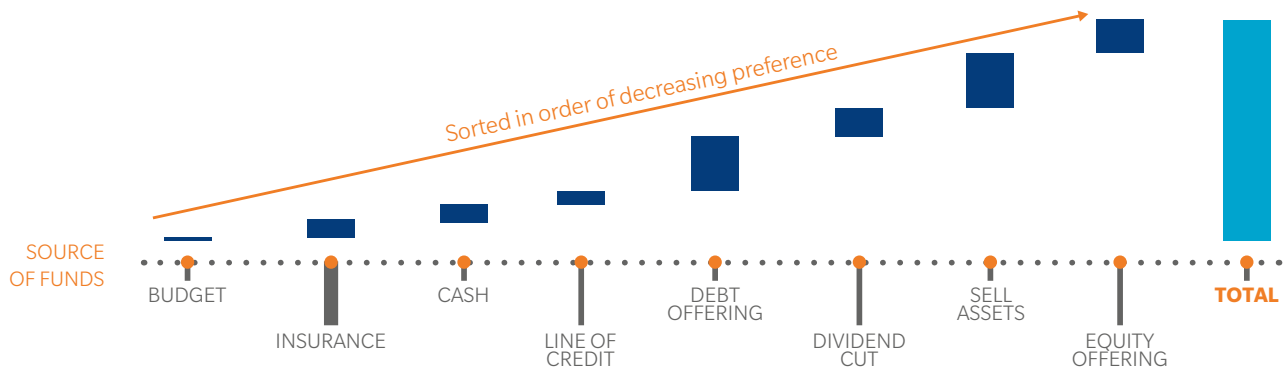 Sorted in order of decreasing preference
SOURCE
OF FUNDS
BUDGET
INSURANCE
CASH
LINE OF
CREDIT
DEBT
OFFERING
DIVIDEND
CUT
SELL
ASSETS
EQUITY
OFFERING
TOTAL